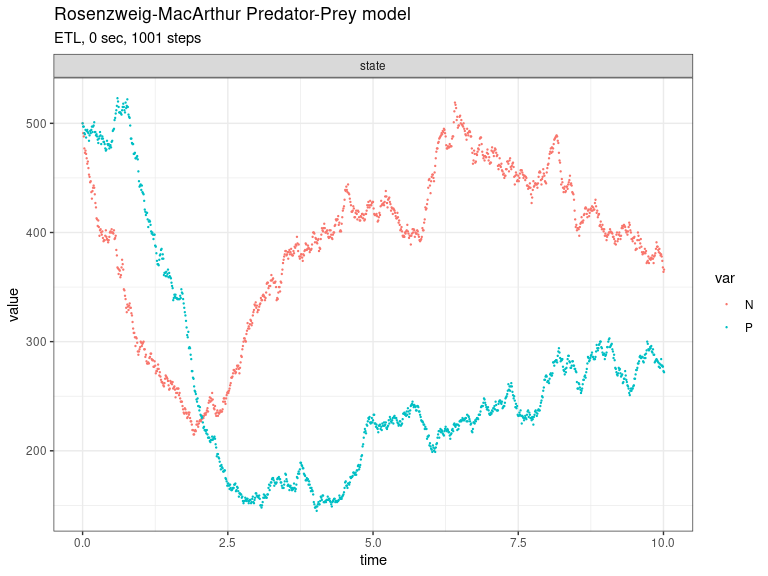 Rosenzweig-MacArthur Predator-Prey model
ETL, 0 sec, 1001 steps
state
500
400
300
200
value
0.0 2.5 5.0 7.5 10.0
time
var
N
P